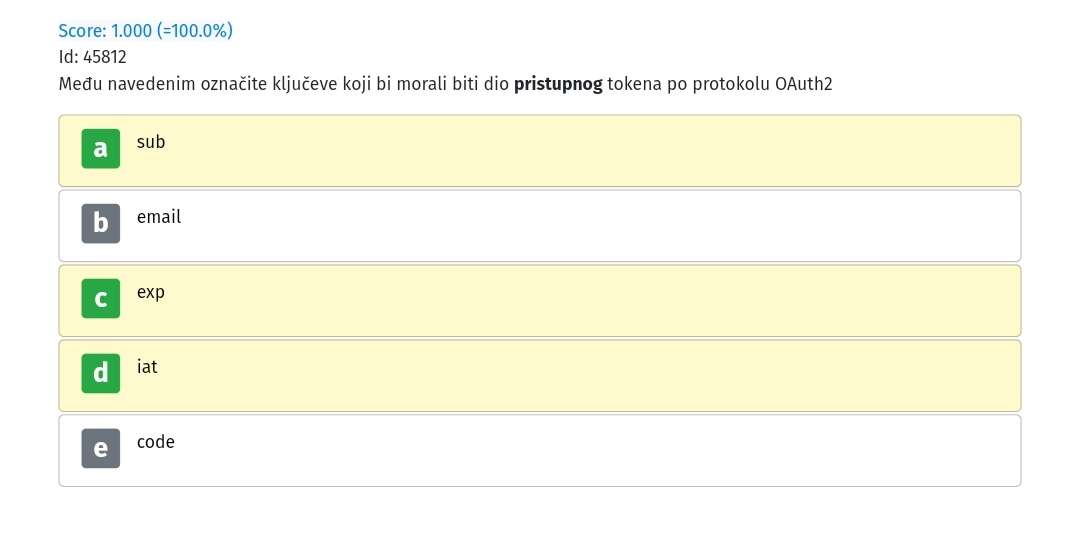 Score: 1.000 (=100.0%)
Id: 45812
Među navedenim označite ključeve koji bi morali biti dio pristupnog tokena po protokolu OAuth2
a sub
b email
c exp
d iat
e code